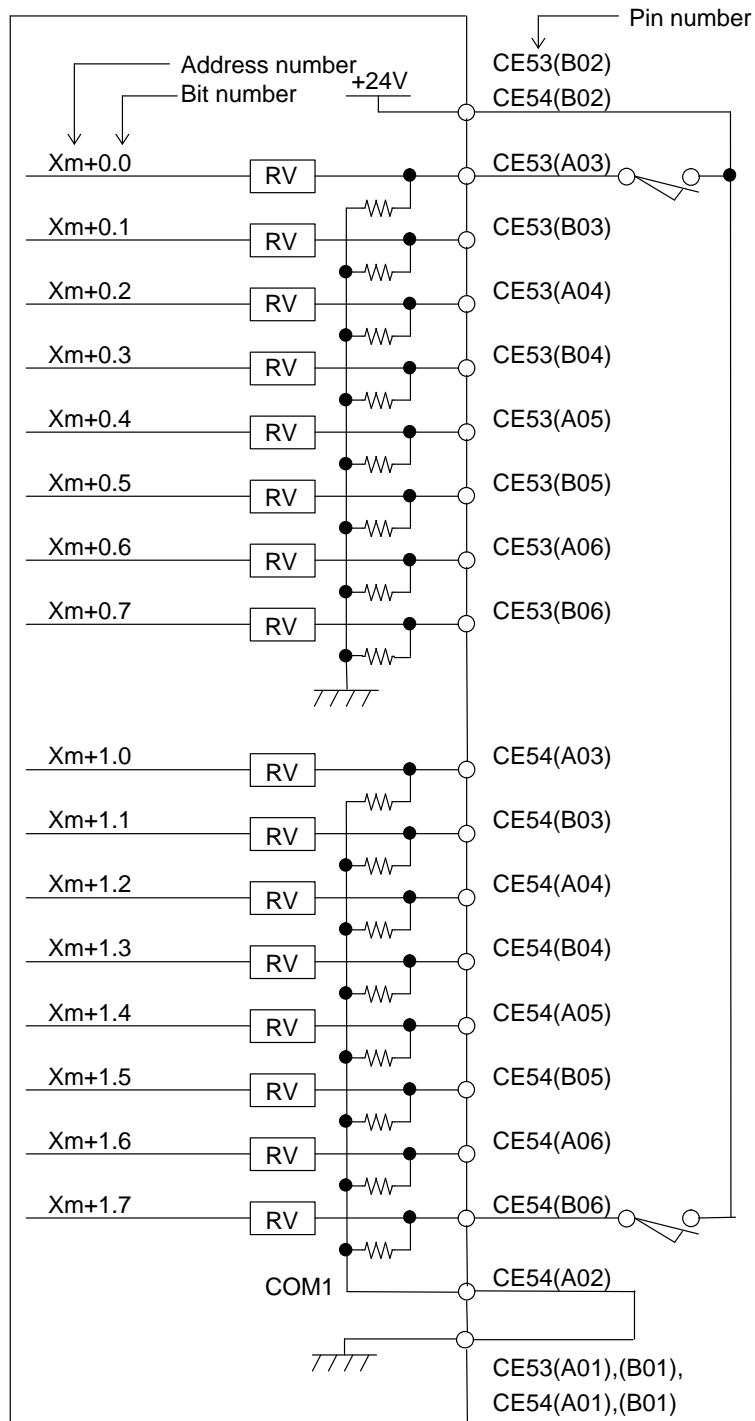 Pin number
Address number
Bit number
+24V
CE53(B02)
CE54(B02)
Xm+0.0 RV CE53(A03)
Xm+0.1 RV CE53(B03)
Xm+0.2 RV CE53(A04)
Xm+0.3 RV CE53(B04)
Xm+0.4 RV CE53(A05)
Xm+0.5 RV CE53(B05)
Xm+0.6 RV CE53(A06)
Xm+0.7 RV CE53(B06)
Xm+1.0 RV CE54(A03)
Xm+1.1 RV CE54(B03)
Xm+1.2 RV CE54(A04)
Xm+1.3 RV CE54(B04)
Xm+1.4 RV CE54(A05)
Xm+1.5 RV CE54(B05)
Xm+1.6 RV CE54(A06)
Xm+1.7 RV CE54(B06)
COM1 CE54(A02)
CE53(A01),(B01),
CE54(A01),(B01)